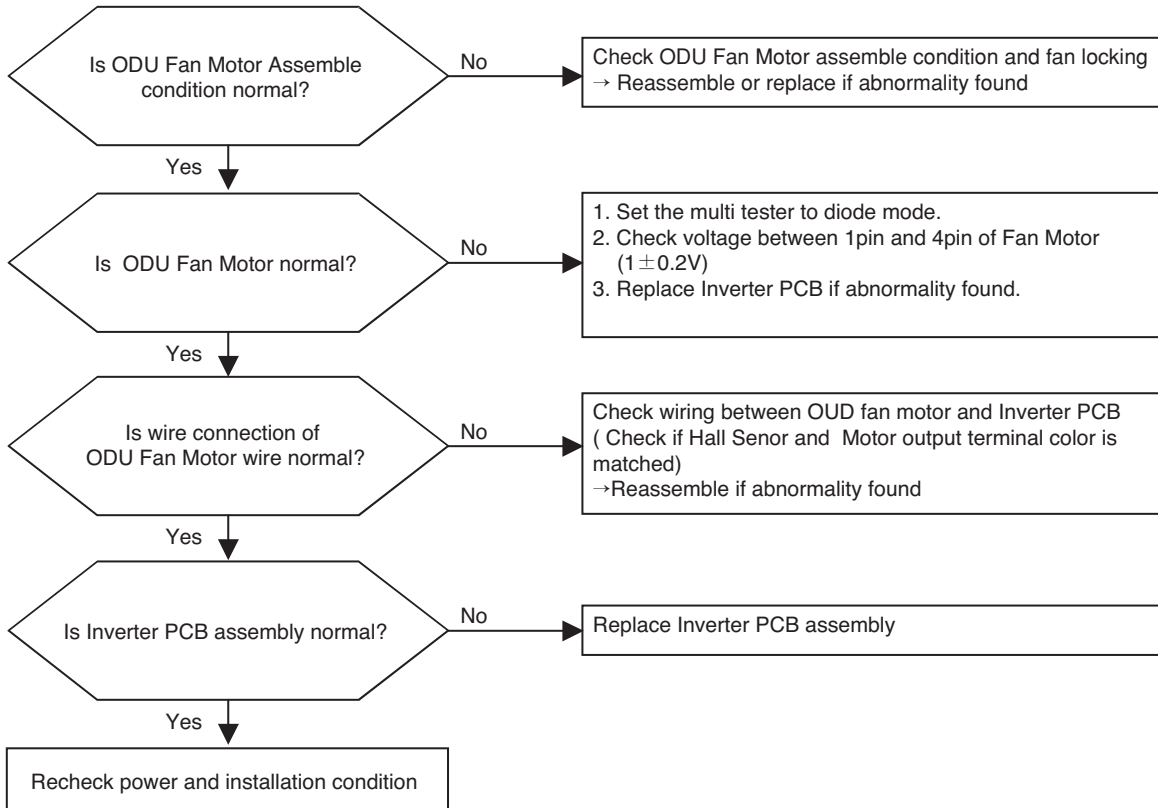 Is ODU Fan Motor Assemble
condition normal?
No
Check ODU Fan Motor assemble condition and fan locking
→ Reassemble or replace if abnormality found
Yes
Is ODU Fan Motor normal?
No
1. Set the multi tester to diode mode.
2. Check voltage between 1pin and 4pin of Fan Motor
(1±0.2V)
3. Replace Inverter PCB if abnormality found.
Yes
Is wire connection of
ODU Fan Motor wire normal?
No
Check wiring between OUD fan motor and Inverter PCB
( Check if Hall Senor and Motor output terminal color is
matched)
→Reassemble if abnormality found
Yes
Is Inverter PCB assembly normal?
No
Replace Inverter PCB assembly
Yes
Recheck power and installation condition